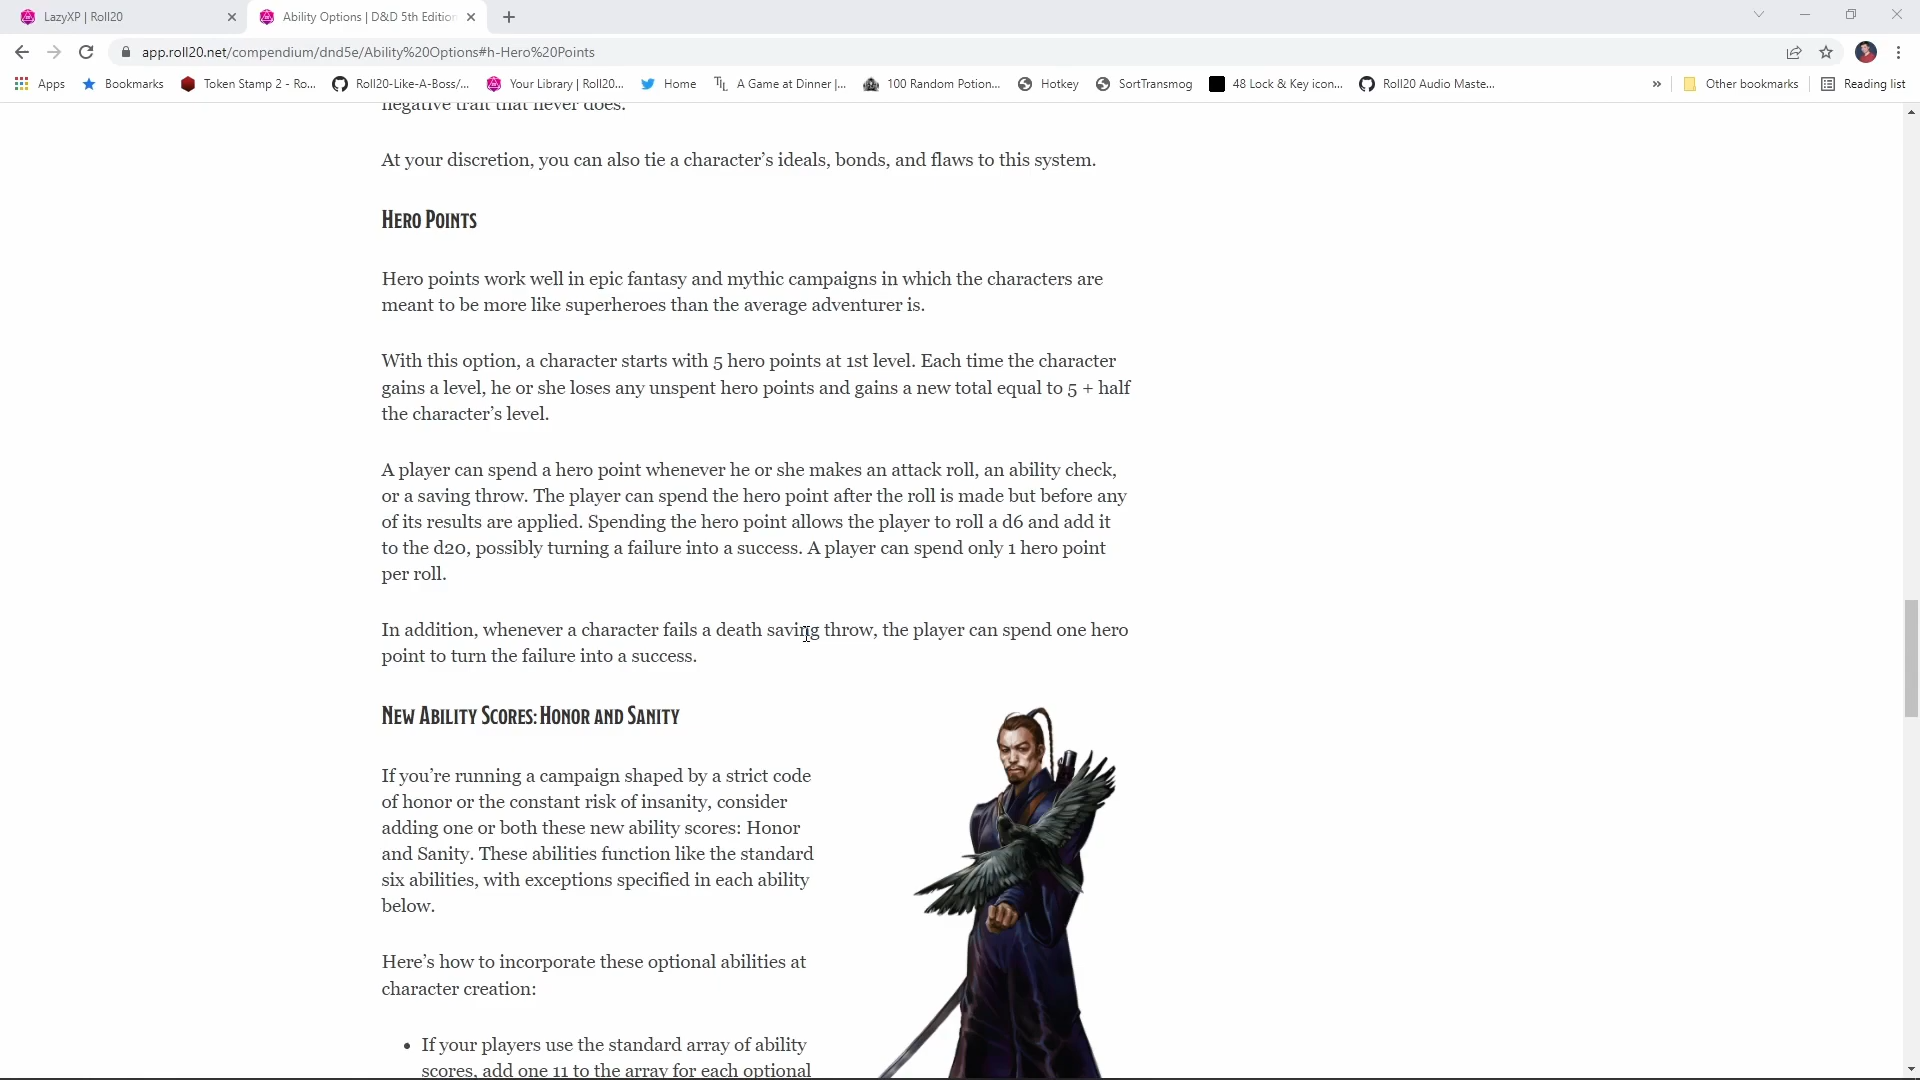 LazyXP | Roll20
Ability Options | D&D 5th Edition
app.roll20.net/compendium/dnd5e/Ability%20Options#h-Hero%20Points
Apps
Bookmarks
Token Stamp 2 - Ro...
Roll20-Like-A-Boss/...
Your Library | Roll20...
Home
A Game at Dinner |...
100 Random Potion...
Hotkey
SortTransmog
48 Lock & Key icon...
Roll20 Audio Maste...
»
Other bookmarks
Reading list
negative trait that never does.
At your discretion, you can also tie a character’s ideals, bonds, and flaws to this system.
Hero Points
Hero points work well in epic fantasy and mythic campaigns in which the characters are
meant to be more like superheroes than the average adventurer is.
With this option, a character starts with 5 hero points at 1st level. Each time the character
gains a level, he or she loses any unspent hero points and gains a new total equal to 5 + half
the character’s level.
A player can spend a hero point whenever he or she makes an attack roll, an ability check,
or a saving throw. The player can spend the hero point after the roll is made but before any
of its results are applied. Spending the hero point allows the player to roll a d6 and add it
to the d20, possibly turning a failure into a success. A player can spend only 1 hero point
per roll.
In addition, whenever a character fails a death saving throw, the player can spend one hero
point to turn the failure into a success.
New Ability Scores: Honor and Sanity
If you’re running a campaign shaped by a strict code
of honor or the constant risk of insanity, consider
adding one or both these new ability scores: Honor
and Sanity. These abilities function like the standard
six abilities, with exceptions specified in each ability
below.
Here’s how to incorporate these optional abilities at
character creation:
• If your players use the standard array of ability
scores, add one 11 to the array for each optional